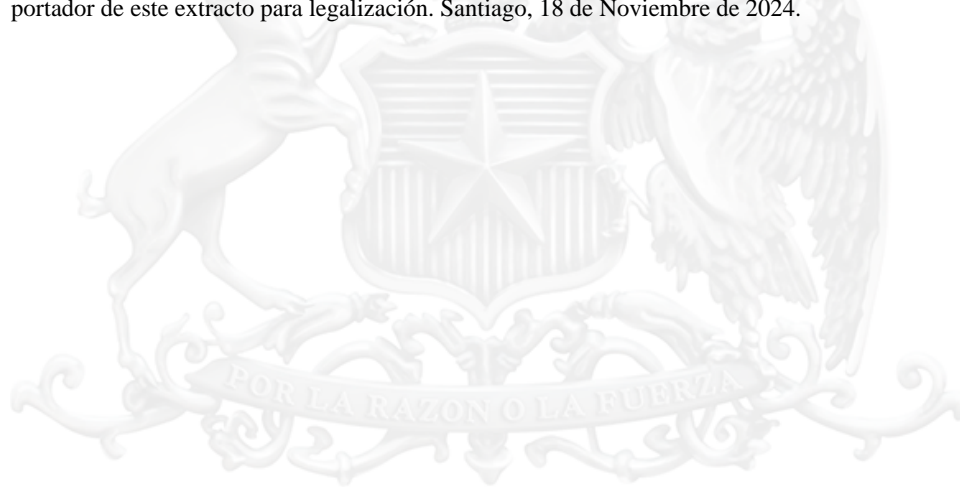 portador de este extracto para legalización. Santiago, 18 de Noviembre de 2024.
POR LA RAZON O LA FUERZA